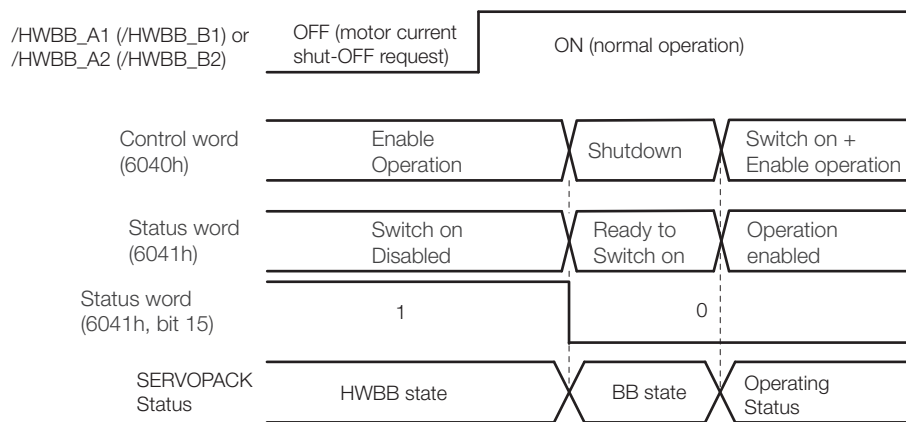 /HWBB_A1 (/HWBB_B1) or
/HWBB_A2 (/HWBB_B2)
OFF (motor current
shut-OFF request)
ON (normal operation)
Control word
(6040h)
Enable
Operation
Shutdown
Switch on +
Enable operation
Status word
(6041h)
Switch on
Disabled
Ready to
Switch on
Operation
enabled
Status word
(6041h, bit 15)
1
0
SERVOPACK
Status
HWBB state
BB state
Operating
Status